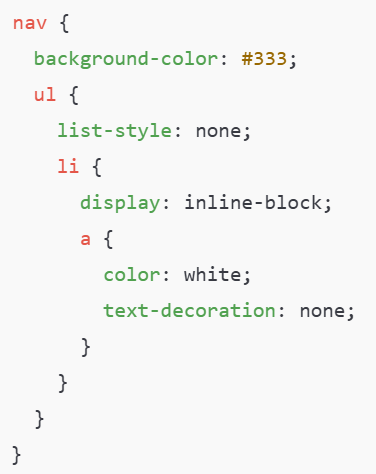 nav {
  background-color: #333;
  ul {
    list-style: none;
    li {
      display: inline-block;
      a {
        color: white;
        text-decoration: none;
      }
    }
  }
}